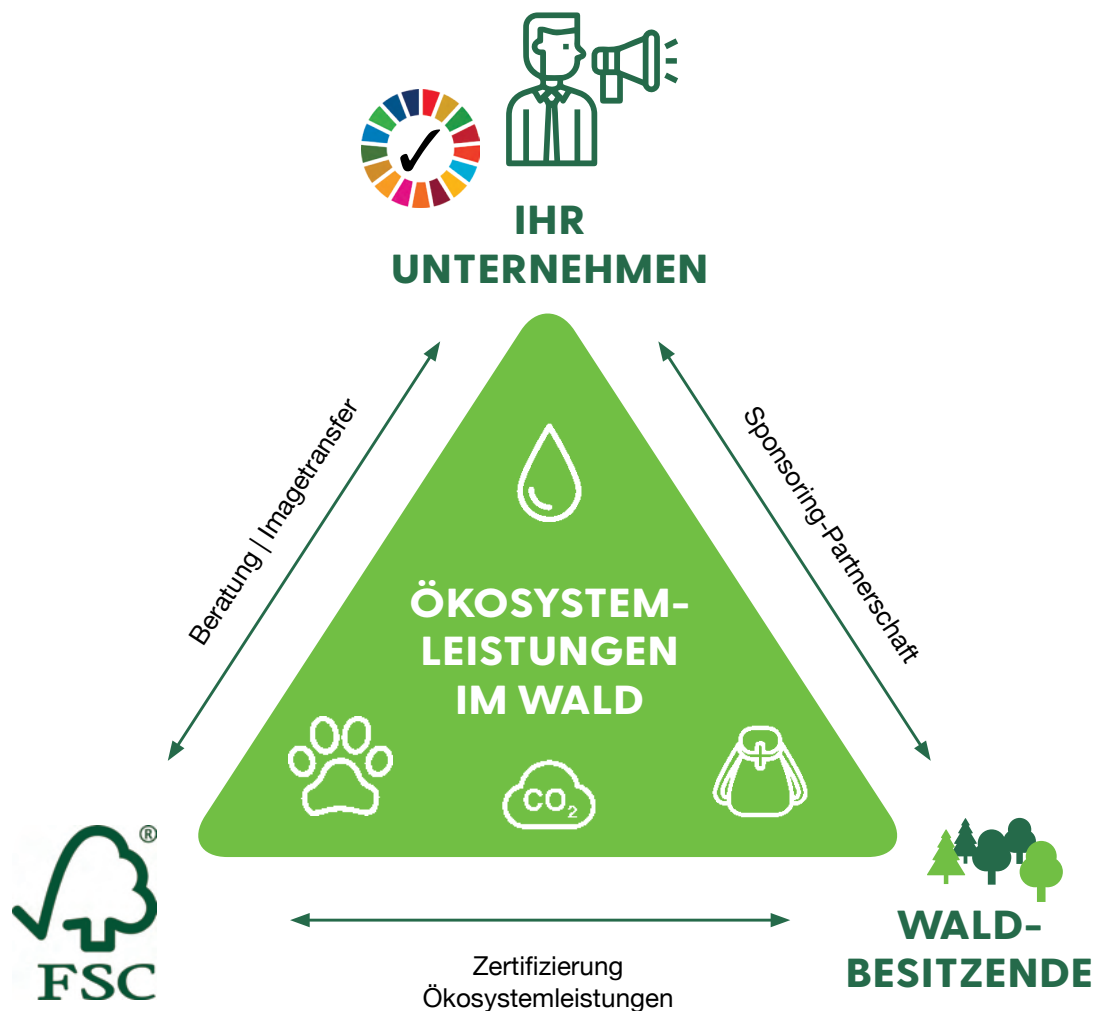 IHR
UNTERNEHMEN
Beratung | Imagetransfer
Sponsoring-Partnerschaft
ÖKOSYSTEM-
LEISTUNGEN
IM WALD
CO₂
®
FSC
WALD-
BESITZENDE
Zertifizierung
Ökosystemleistungen